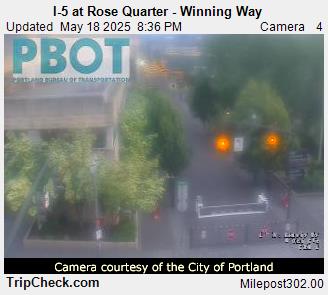 I-5 at Rose Quarter - Winning Way
Updated May 18 2025 8:36 PM Camera 4
PBOT
PORTLAND BUREAU OF TRANSPORTATION
Camera courtesy of the City of Portland
TripCheck.com Milepost302.00